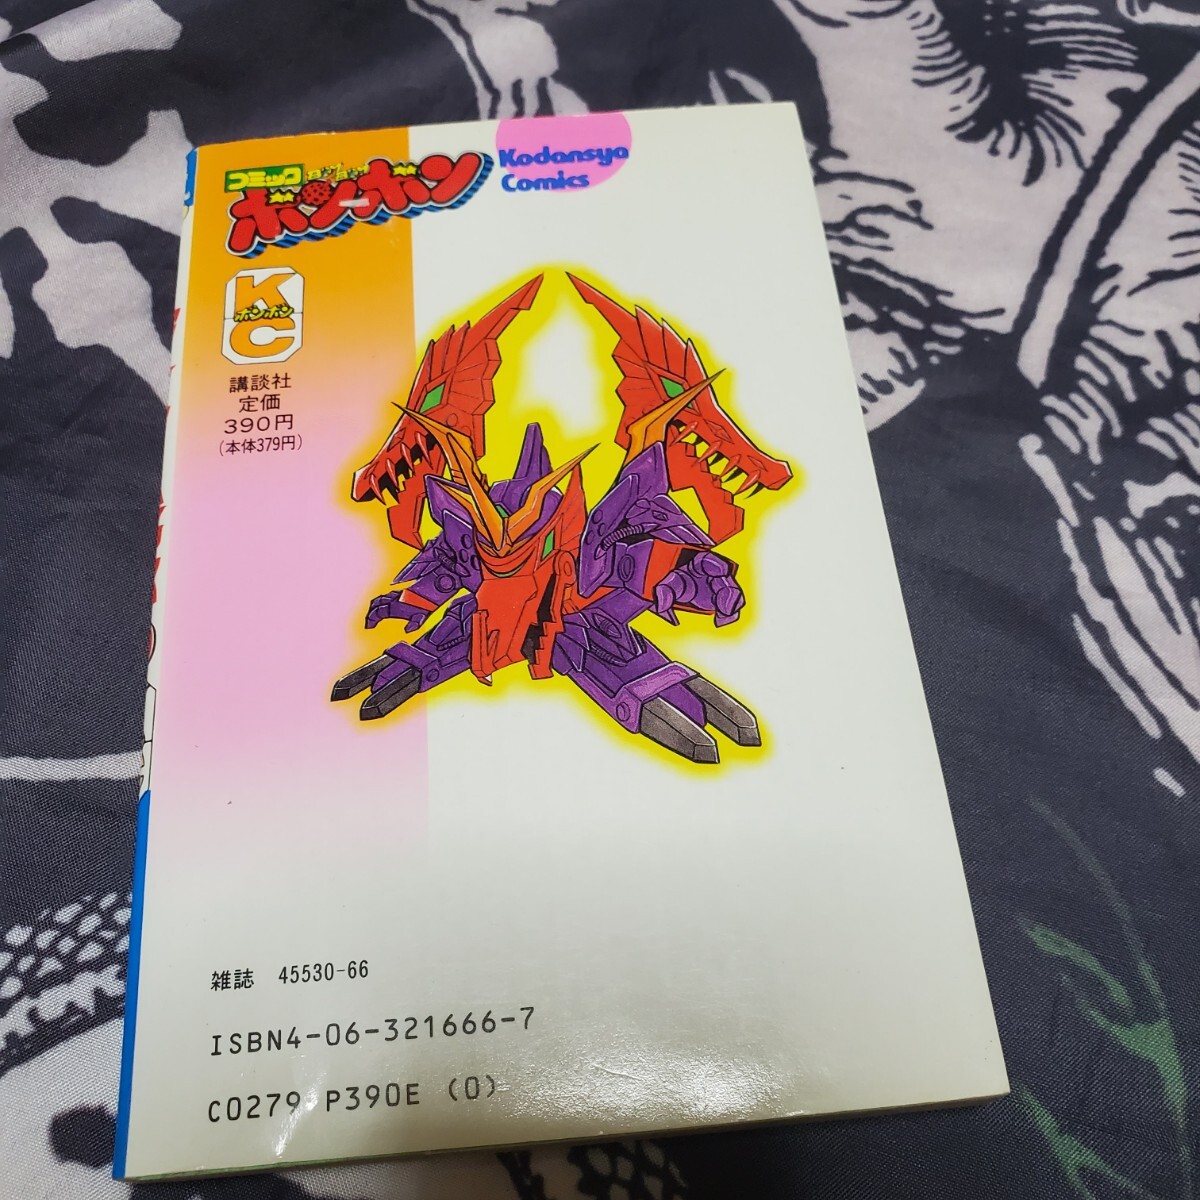 コミック
ボンボン
Kodansya
Comics
K
ボンボン
C
講談社
定価
390円
(本体379円)
雑誌 45530-66
ISBN4-06-321666-7
C0279 P390E (0)